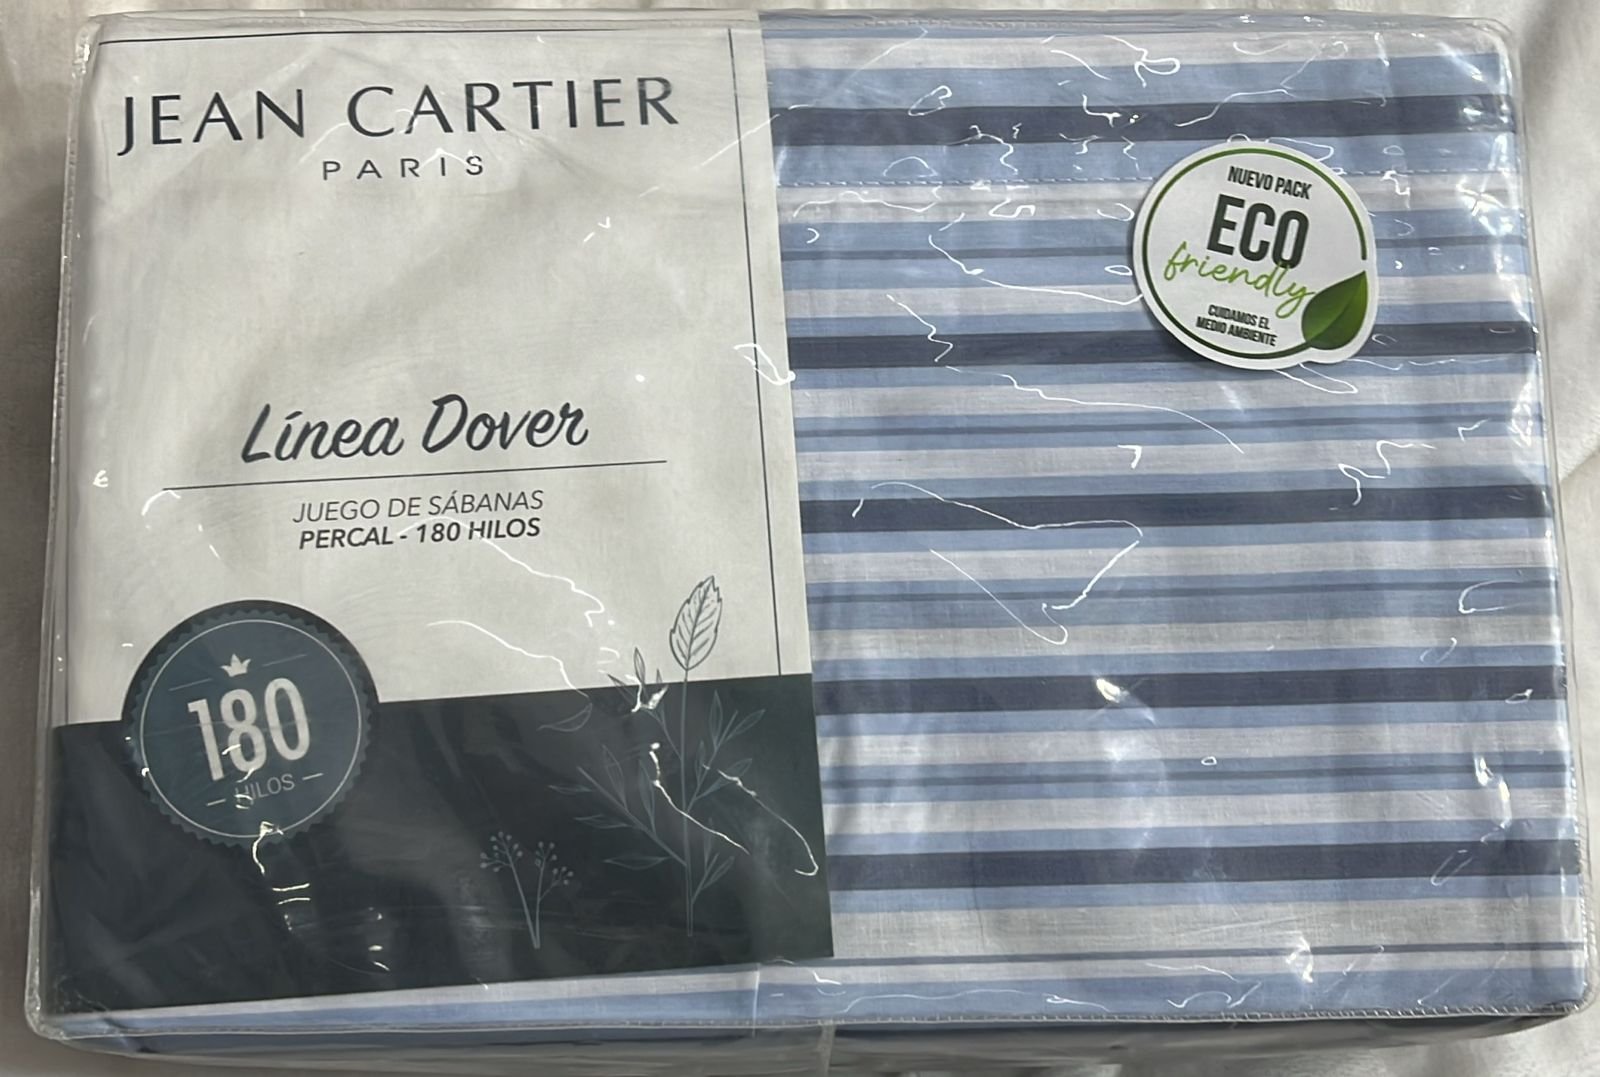 JEAN CARTIER
PARIS
Línea Dover
JUEGO DE SÁBANAS
PERCAL - 180 HILOS
180
HILOS
NUEVO PACK
ECO
friendly
CUIDAMOS EL
MEDIO AMBIENTE